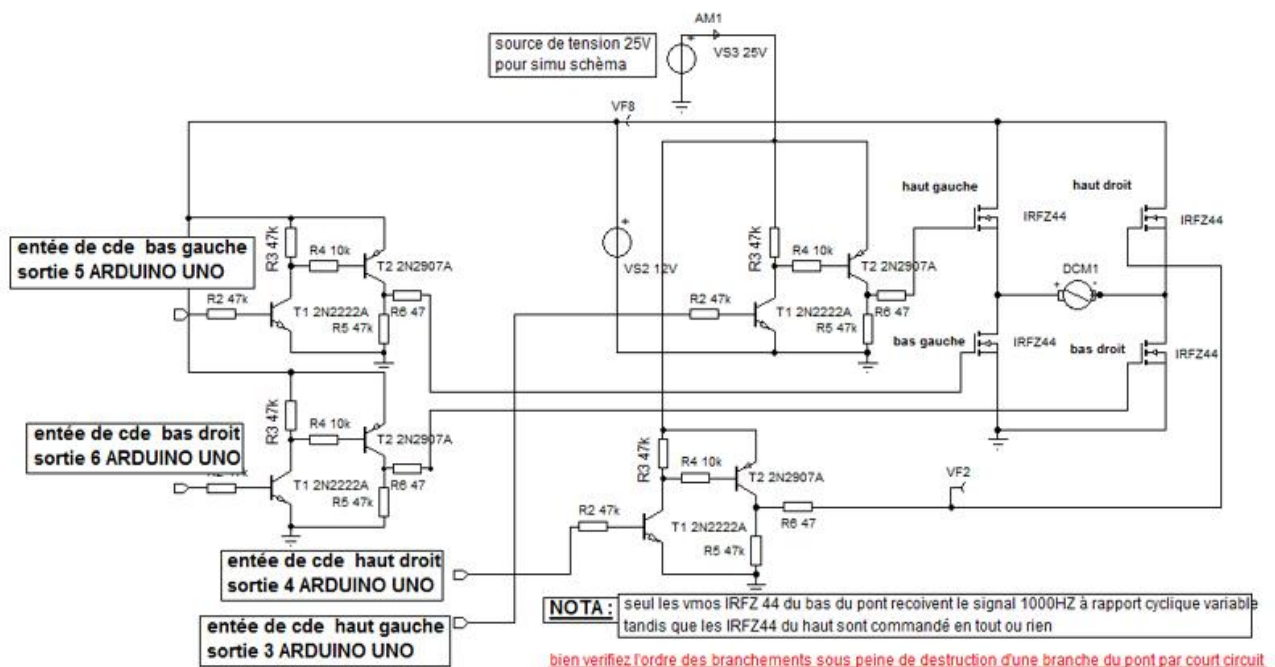 AM1
source de tension 25V
pour simu schèma
VS3 25V
VF8
haut gauche
haut droit
IRFZ44
IRFZ44
entée de cde bas gauche
sortie 5 ARDUINO UNO
R3 47k
R4 10k
T2 2N2907A
VS2 12V
R3 47k
R4 10k
T2 2N2907A
DCM1
R2 47k
T1 2N2222A
R5 47k
R6 47
R2 47k
T1 2N2222A
R5 47k
R6 47
bas gauche
IRFZ44
bas droit
IRFZ44
entée de cde bas droit
sortie 6 ARDUINO UNO
R3 47k
R4 10k
T2 2N2907A
T1 2N2222A
R5 47k
R6 47
R3 47k
R4 10k
T2 2N2907A
VF2
R2 47k
T1 2N2222A
R5 47k
R6 47
entée de cde haut droit
sortie 4 ARDUINO UNO
entée de cde haut gauche
sortie 3 ARDUINO UNO
NOTA :
seul les vmos IRFZ 44 du bas du pont recoivent le signal 1000HZ à rapport cyclique variable
tandis que les IRFZ44 du haut sont commandé en tout ou rien
bien verifiez l'ordre des branchements sous peine de destruction d'une branche du pont par court circuit